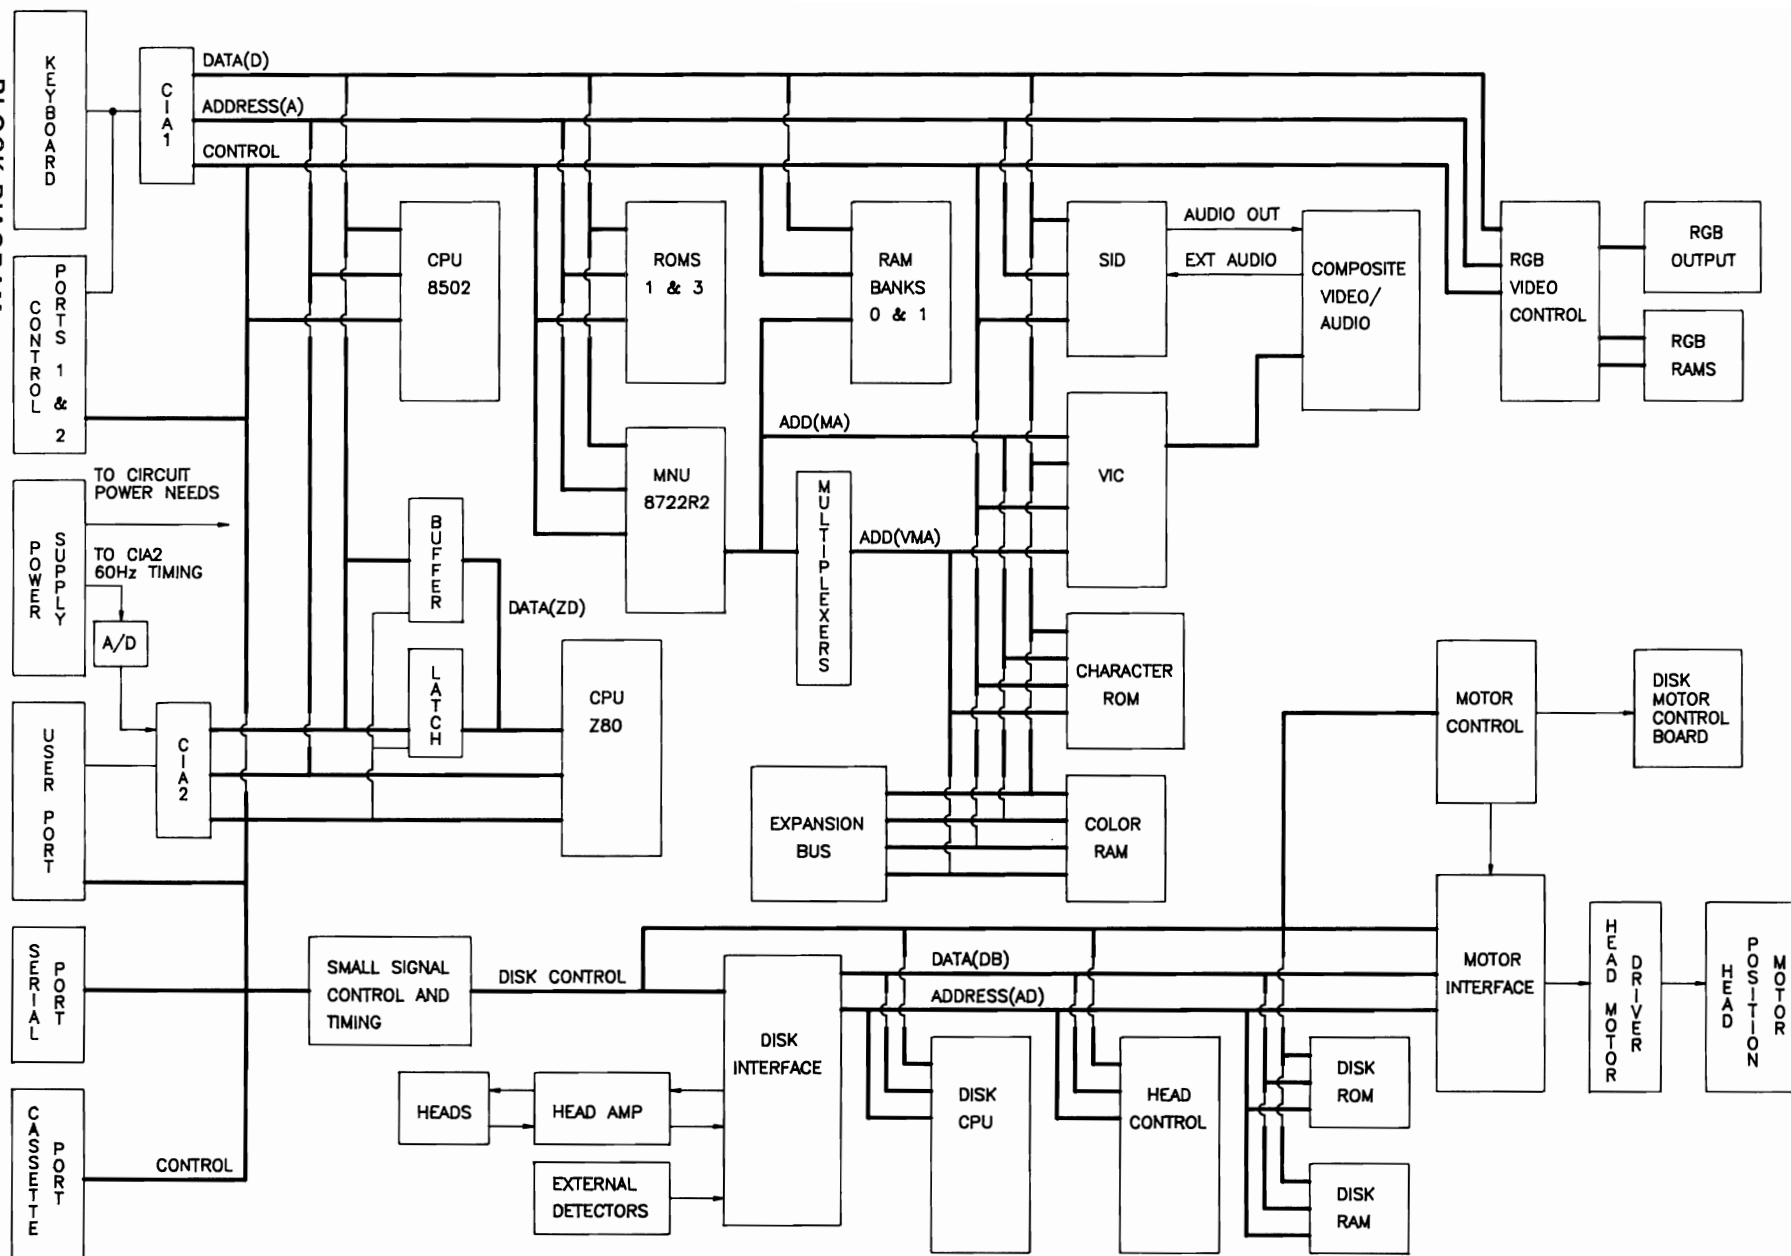 KEYBOARD
CIA1
DATA(D)
ADDRESS(A)
CONTROL
PORTS 1 & 2
CONTROL
CPU
8502
ROMS
1 & 3
RAM
BANKS
0 & 1
SID
AUDIO OUT
EXT AUDIO
COMPOSITE
VIDEO/
AUDIO
RGB
VIDEO
CONTROL
RGB
OUTPUT
RGB
RAMS
TO CIRCUIT
POWER NEEDS
SUPPLY
POWER
TO CIA2
60Hz TIMING
A/D
BUFFER
DATA(ZD)
LATCH
MNU
8722R2
ADD(MA)
MULTIPLEXERS
ADD(VMA)
VIC
CPU
Z80
CHARACTER
ROM
USER PORT
CIA2
EXPANSION
BUS
COLOR
RAM
MOTOR
CONTROL
DISK
MOTOR
CONTROL
BOARD
PORT
SERIAL
SMALL SIGNAL
CONTROL AND
TIMING
DISK CONTROL
DISK
INTERFACE
DATA(DB)
ADDRESS(AD)
MOTOR
INTERFACE
HEAD MOTOR
DRIVER
HEAD
POSITION
MOTOR
HEADS
HEAD AMP
EXTERNAL
DETECTORS
DISK
CPU
HEAD
CONTROL
DISK
ROM
DISK
RAM
PORT
CASSETTE
CONTROL